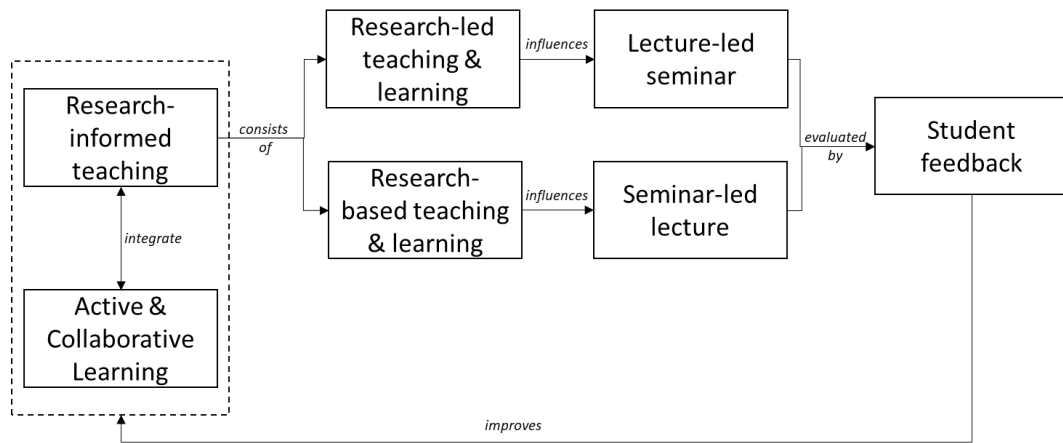 Research-
informed
teaching
integrate
Active &
Collaborative
Learning
consists
of
Research-led
teaching &
learning
influences
Lecture-led
seminar
Research-
based teaching
& learning
influences
Seminar-led
lecture
evaluated
by
Student
feedback
improves